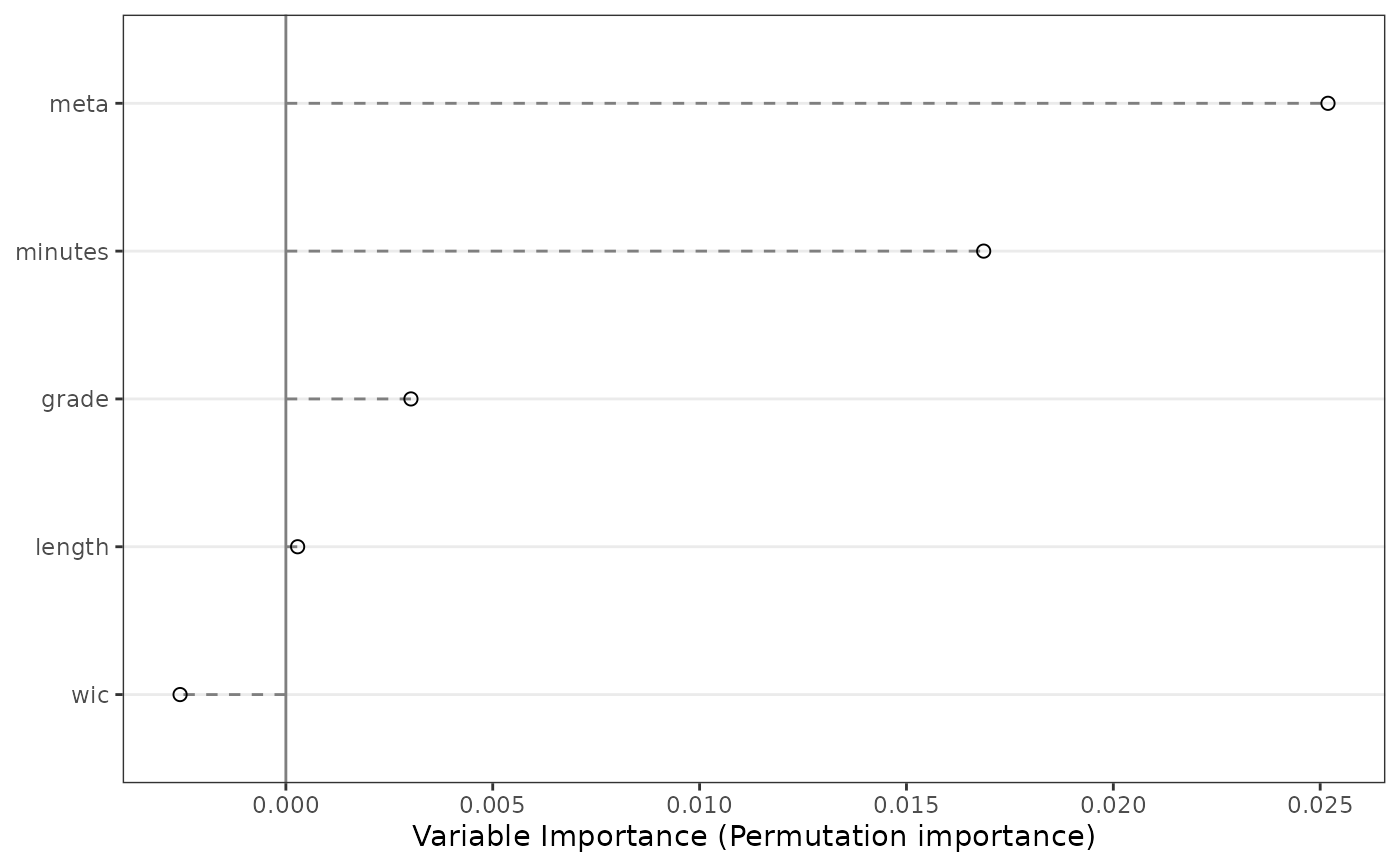 meta
minutes
grade
length
wic
0.000 0.005 0.010 0.015 0.020 0.025
Variable Importance (Permutation importance)